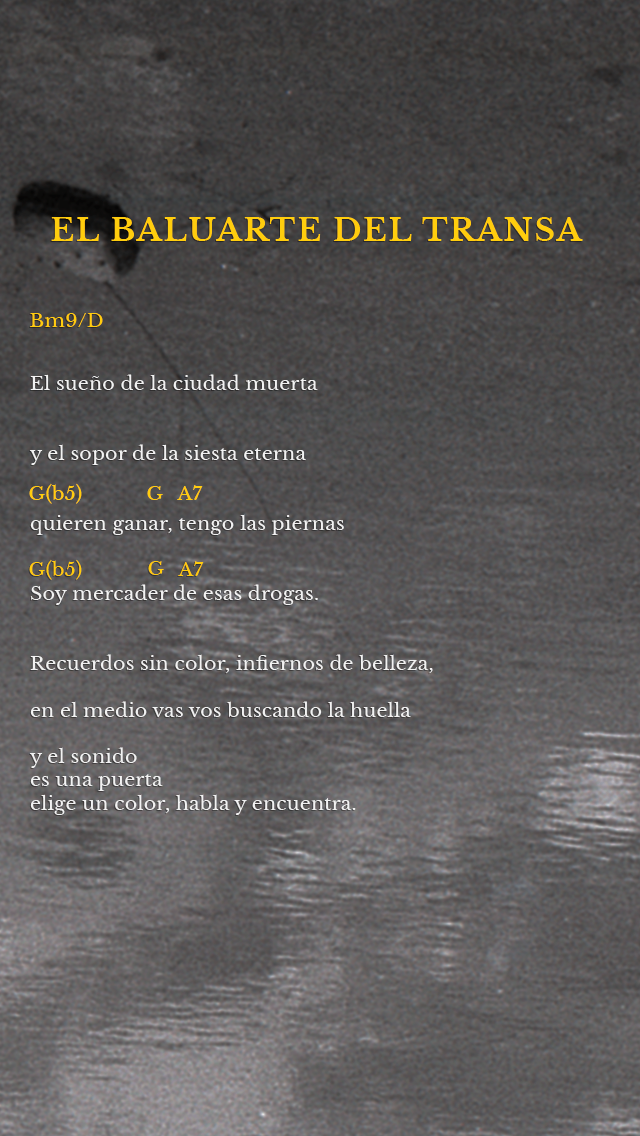 EL BALUARTE DEL TRANSA
Bm9/D
El sueño de la ciudad muerta
y el sopor de la siesta eterna
G(b5) G A7
quieren ganar, tengo las piernas
G(b5) G A7
Soy mercader de esas drogas.
Recuerdos sin color, infiernos de belleza,
en el medio vas vos buscando la huella
y el sonido
es una puerta
elige un color, habla y encuentra.